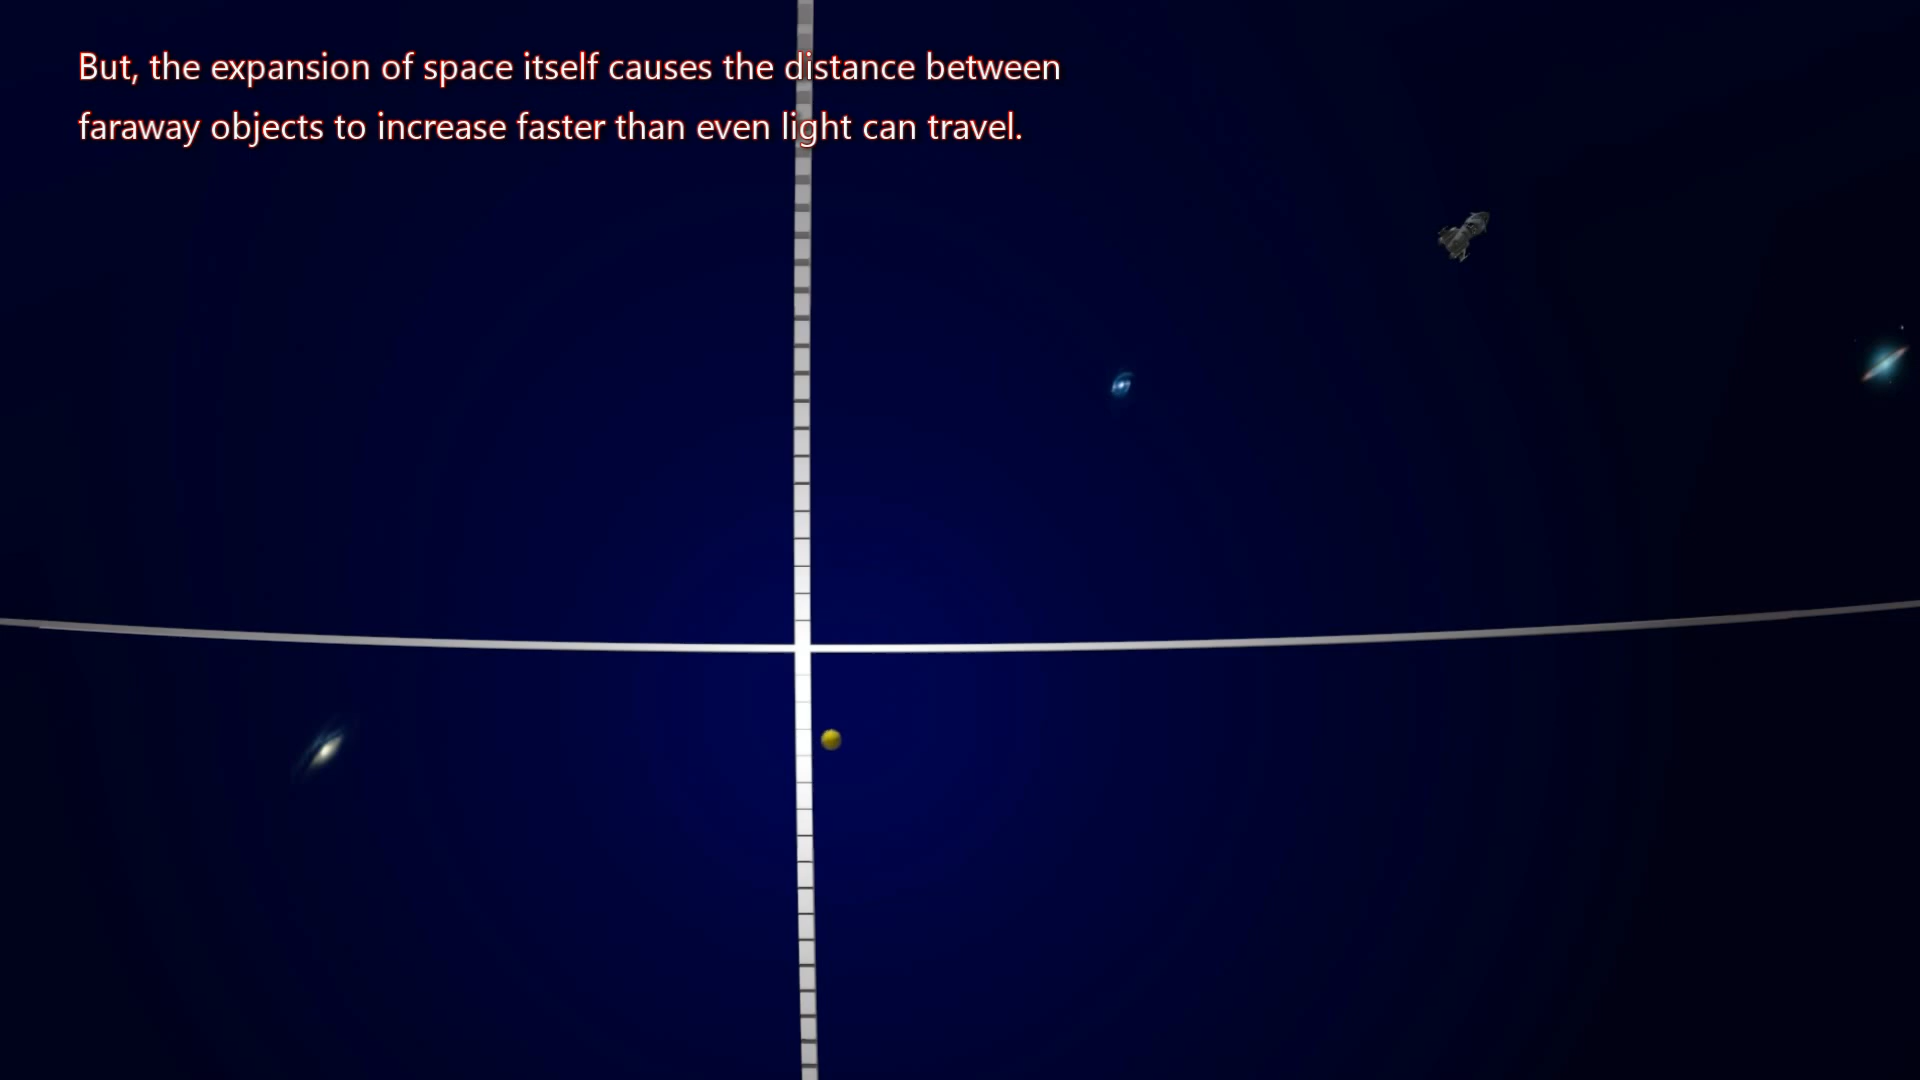 But, the expansion of space itself causes the distance between
faraway objects to increase faster than even light can travel.